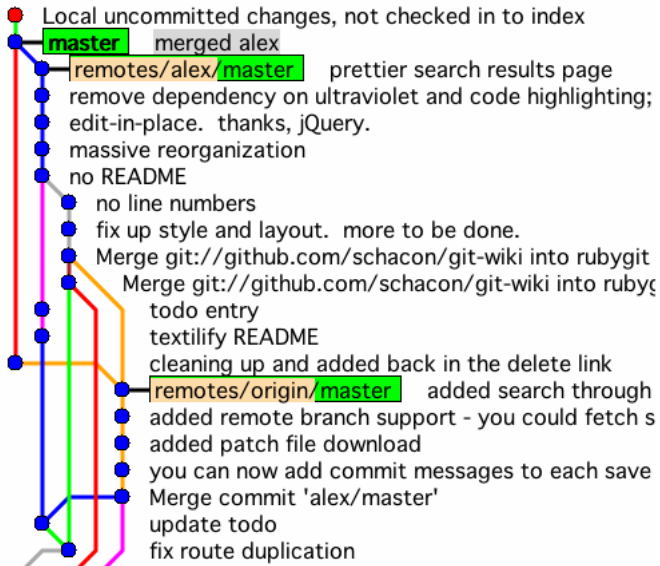 Local uncommitted changes, not checked in to index
master merged alex
remotes/alex/master prettier search results page
remove dependency on ultraviolet and code highlighting;
edit-in-place. thanks, jQuery.
massive reorganization
no README
no line numbers
fix up style and layout. more to be done.
Merge git://github.com/schacon/git-wiki into rubygit
Merge git://github.com/schacon/git-wiki into rubyg
todo entry
textilify README
cleaning up and added back in the delete link
remotes/origin/master added search through
added remote branch support - you could fetch s
added patch file download
you can now add commit messages to each save
Merge commit 'alex/master'
update todo
fix route duplication